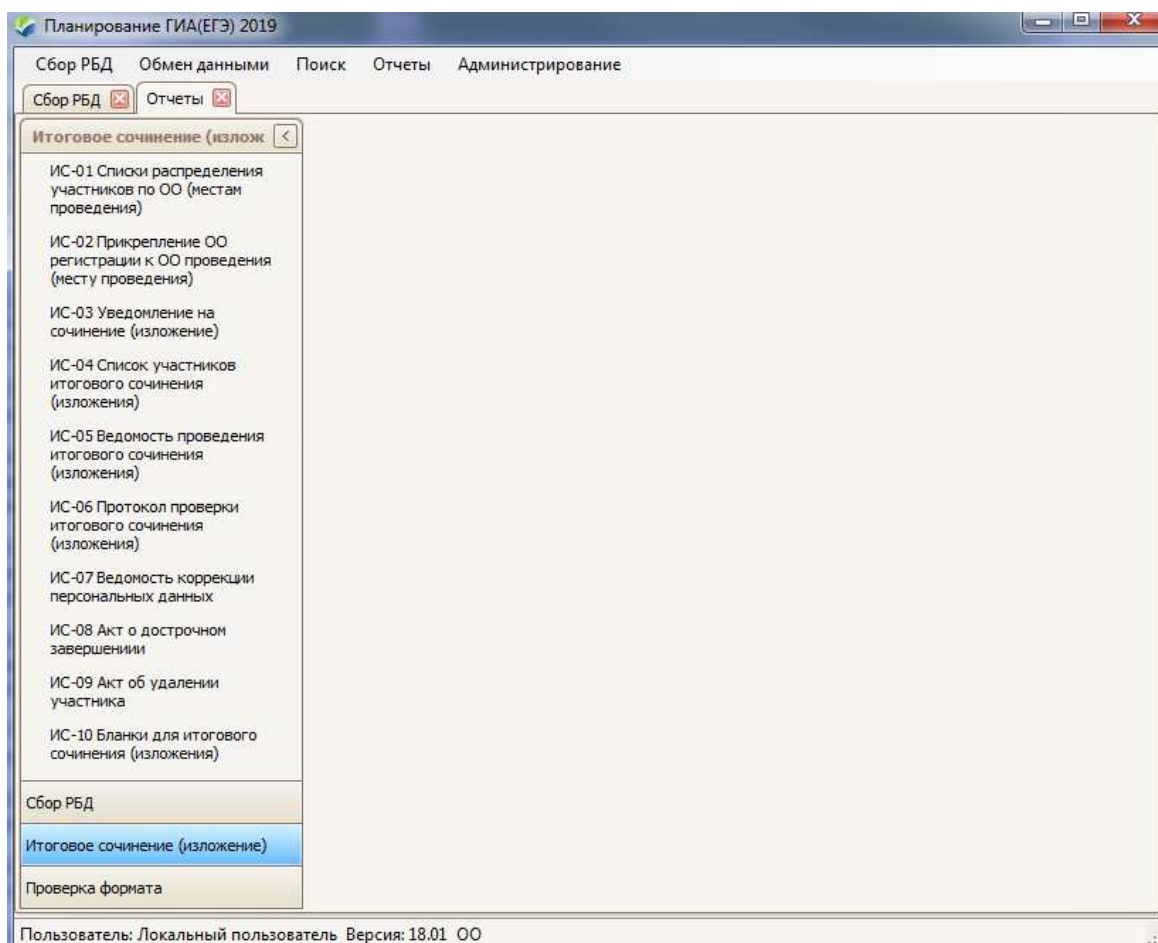 Планирование ГИА(ЕГЭ) 2019
Сбор РБД Обмен данными Поиск Отчеты Администрирование
Сбор РБД Отчеты
Итоговое сочинение (излож
ИС-01 Списки распределения
участников по ОО (местам
проведения)
ИС-02 Прикрепление ОО
регистрации к ОО проведения
(месту проведения)
ИС-03 Уведомление на
сочинение (изложение)
ИС-04 Список участников
итогового сочинения
(изложения)
ИС-05 Ведомость проведения
итогового сочинения
(изложения)
ИС-06 Протокол проверки
итогового сочинения
(изложения)
ИС-07 Ведомость коррекции
персональных данных
ИС-08 Акт о дострочном
завершениии
ИС-09 Акт об удалении
участника
ИС-10 Бланки для итогового
сочинения (изложения)
Сбор РБД
Итоговое сочинение (изложение)
Проверка формата
Пользователь: Локальный пользователь Версия: 18.01 ОО